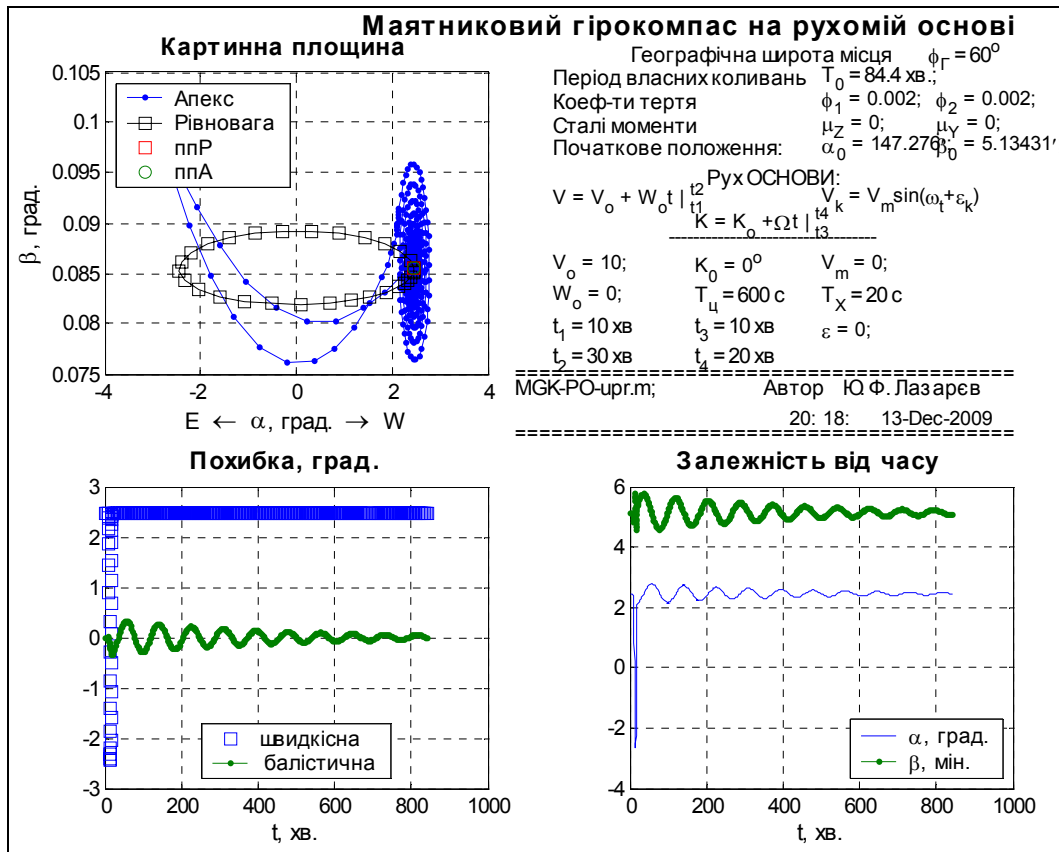 Маятниковий гірокомпас на рухомій основі
Картинна площина
0.105
0.1
0.095
0.09
0.085
0.08
0.075
β, град.
Апекс
Рівновага
ппР
ппА
-4
-2
0
2
4
E ← α, град. → W
Географічна широта місця ϕГ = 60o
Період власних коливань T0 = 84.4 хв.;
Коеф-ти тертя ϕ1 = 0.002; ϕ2 = 0.002;
Сталі моменти μZ = 0; μY = 0;
Початкове положення: α0 = 147.276'; β0 = 5.13431'
Рух ОСНОВИ:
V = Vo + Wot |t1t2 Vk = Vmsin(ωt+εk)
K = Ko +Ωt |t3t4
Vo = 10; K0 = 0o Vm = 0;
Wo = 0; Tц = 600 c TX = 20 c
t1 = 10 хв t3 = 10 хв ε = 0;
t2 = 30 хв t4 = 20 хв
MGK-PO-upr.m; Автор Ю.Ф. Лазарєв
20: 18: 13-Dec-2009
Похибка, град.
3
2
1
0
-1
-2
-3
швидкісна
балістична
0
200
400
600
800
1000
t, хв.
Залежність від часу
6
4
2
0
-2
-4
α, град.
β, мін.
0
200
400
600
800
1000
t, хв.